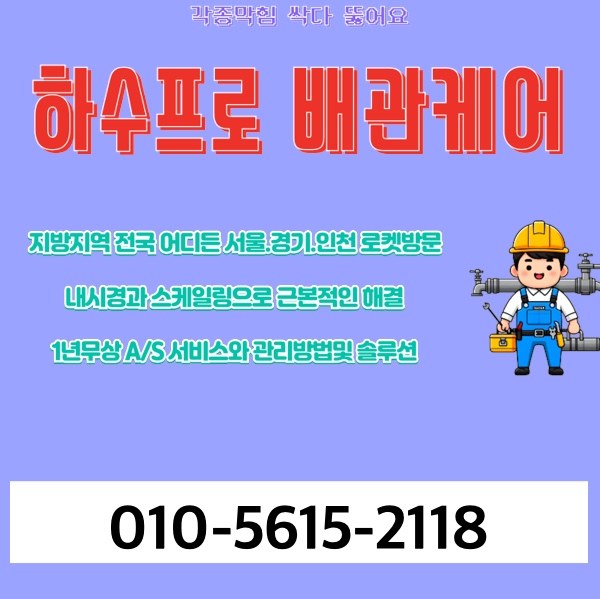 각종막힘 싹다 뚫어요
하수프로 배관케어
지방지역 전국 어디든 서울.경기.인천 로켓방문
내시경과 스케일링으로 근본적인 해결
1년무상 A/S 서비스와 관리방법및 솔루션
010-5615-2118